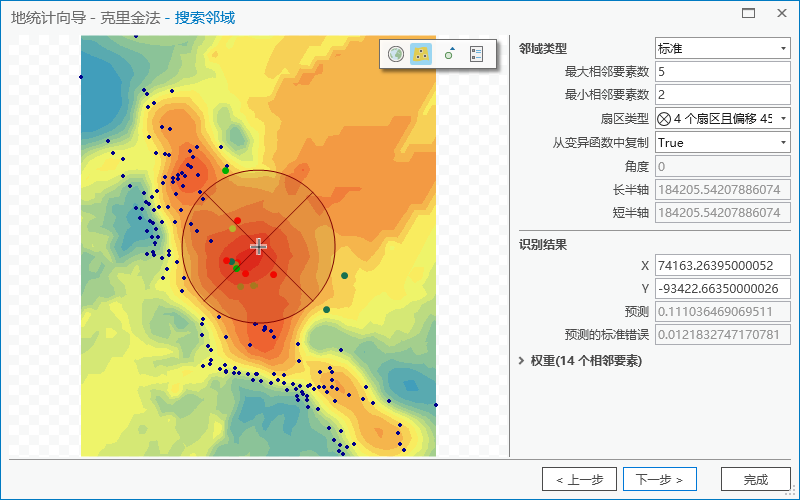 地统计向导 - 克里金法 - 搜索邻域
邻域类型 标准
最大相邻要素数 5
最小相邻要素数 2
扇区类型 4 个扇区且偏移 45
从变异函数中复制 True
角度 0
长半轴 184205.54207886074
短半轴 184205.54207886074
识别结果
X 74163.26395000052
Y -93422.66350000026
预测 0.111036469069511
预测的标准错误 0.0121832747170781
权重(14 个相邻要素)
< 上一步 下一步 > 完成